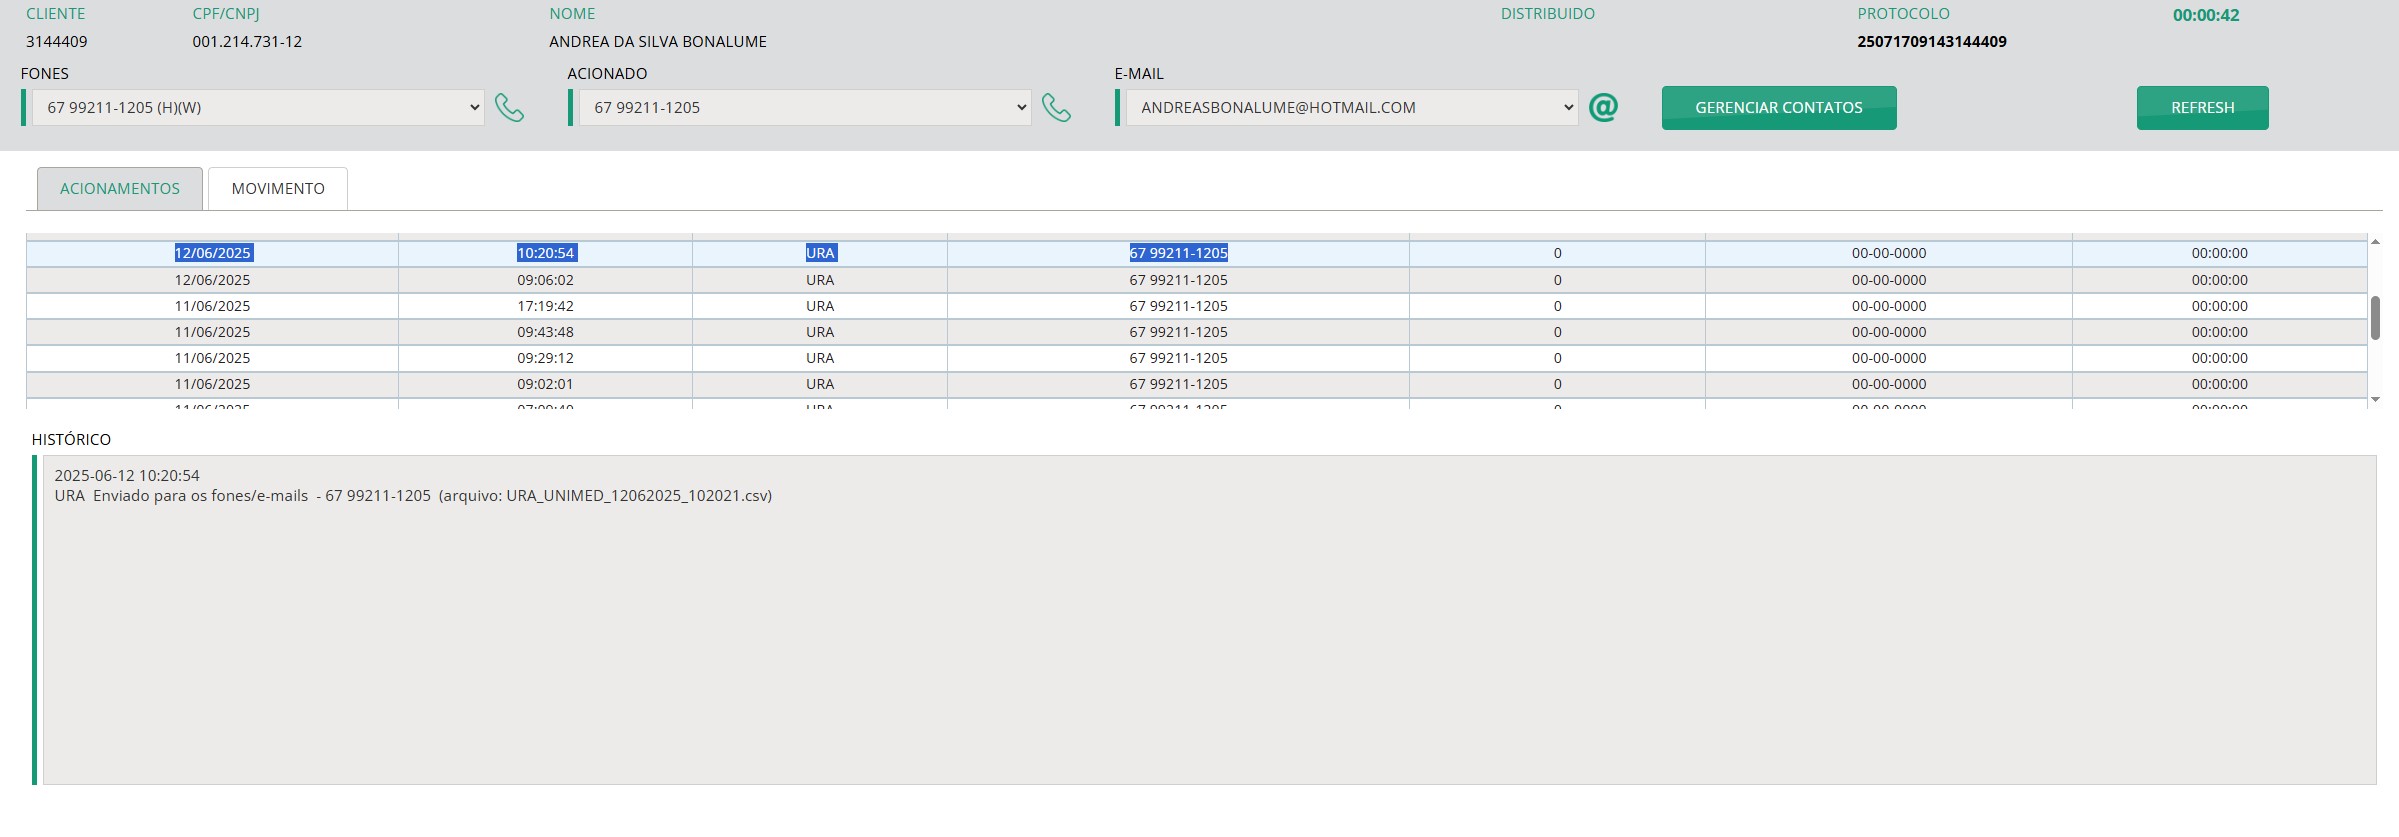 CLIENTE CPF/CNPJ NOME DISTRIBUIDO PROTOCOLO 00:00:42
3144409 001.214.731-12 ANDREA DA SILVA BONALUME 25071709143144409
FONES ACIONADO E-MAIL
67 99211-1205 (H)(W) 67 99211-1205 ANDREASBONALUME@HOTMAIL.COM @ GERENCIAR CONTATOS REFRESH
ACIONAMENTOS MOVIMENTO
12/06/2025 10:20:54 URA 67 99211-1205 0 00-00-0000 00:00:00
12/06/2025 09:06:02 URA 67 99211-1205 0 00-00-0000 00:00:00
11/06/2025 17:19:42 URA 67 99211-1205 0 00-00-0000 00:00:00
11/06/2025 09:43:48 URA 67 99211-1205 0 00-00-0000 00:00:00
11/06/2025 09:29:12 URA 67 99211-1205 0 00-00-0000 00:00:00
11/06/2025 09:02:01 URA 67 99211-1205 0 00-00-0000 00:00:00
HISTÓRICO
2025-06-12 10:20:54
URA Enviado para os fones/e-mails - 67 99211-1205 (arquivo: URA_UNIMED_12062025_102021.csv)